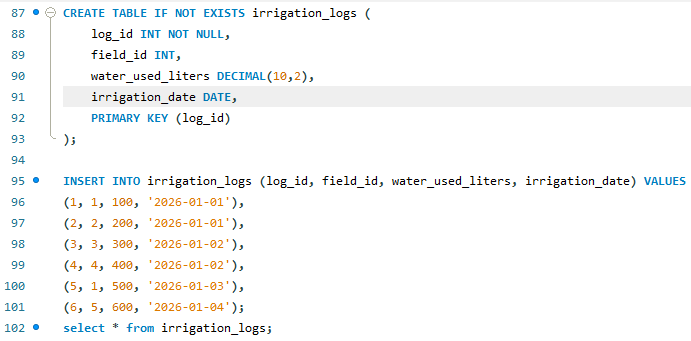 87 CREATE TABLE IF NOT EXISTS irrigation_logs (
88 log_id INT NOT NULL,
89 field_id INT,
90 water_used_liters DECIMAL(10,2),
91 irrigation_date DATE,
92 PRIMARY KEY (log_id)
93 );
94
95 INSERT INTO irrigation_logs (log_id, field_id, water_used_liters, irrigation_date) VALUES
96 (1, 1, 100, '2026-01-01'),
97 (2, 2, 200, '2026-01-01'),
98 (3, 3, 300, '2026-01-02'),
99 (4, 4, 400, '2026-01-02'),
100 (5, 1, 500, '2026-01-03'),
101 (6, 5, 600, '2026-01-04');
102 select * from irrigation_logs;